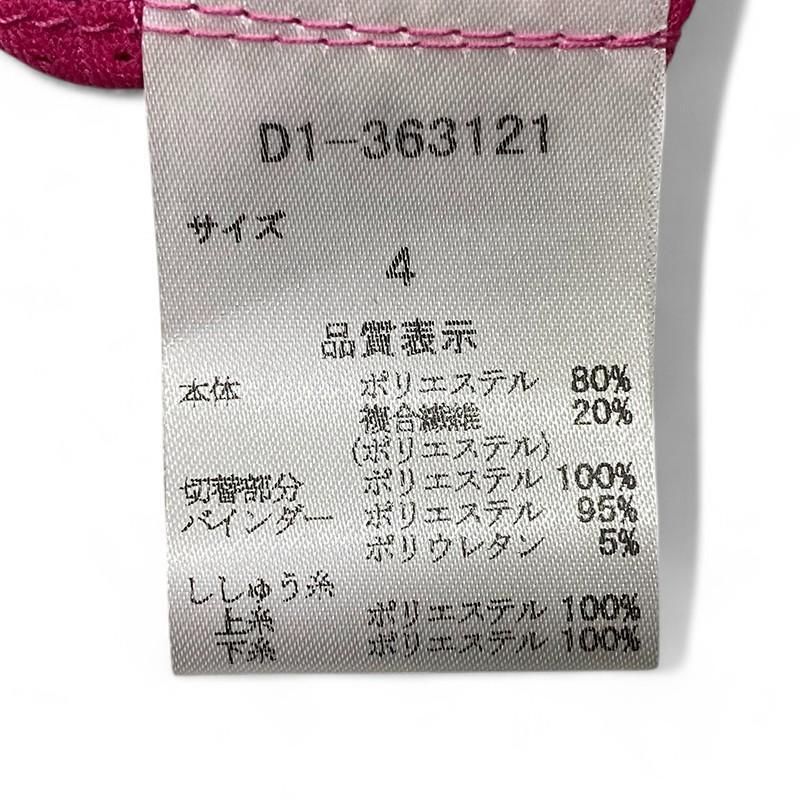 D1-363121
サイズ
4
品質表示
本体 ポリエステル 80%
複合繊維 20%
(ポリエステル)
切替部分 ポリエステル 100%
バインダー ポリエステル 95%
ポリウレタン 5%
ししゅう糸
上糸 ポリエステル 100%
下糸 ポリエステル 100%